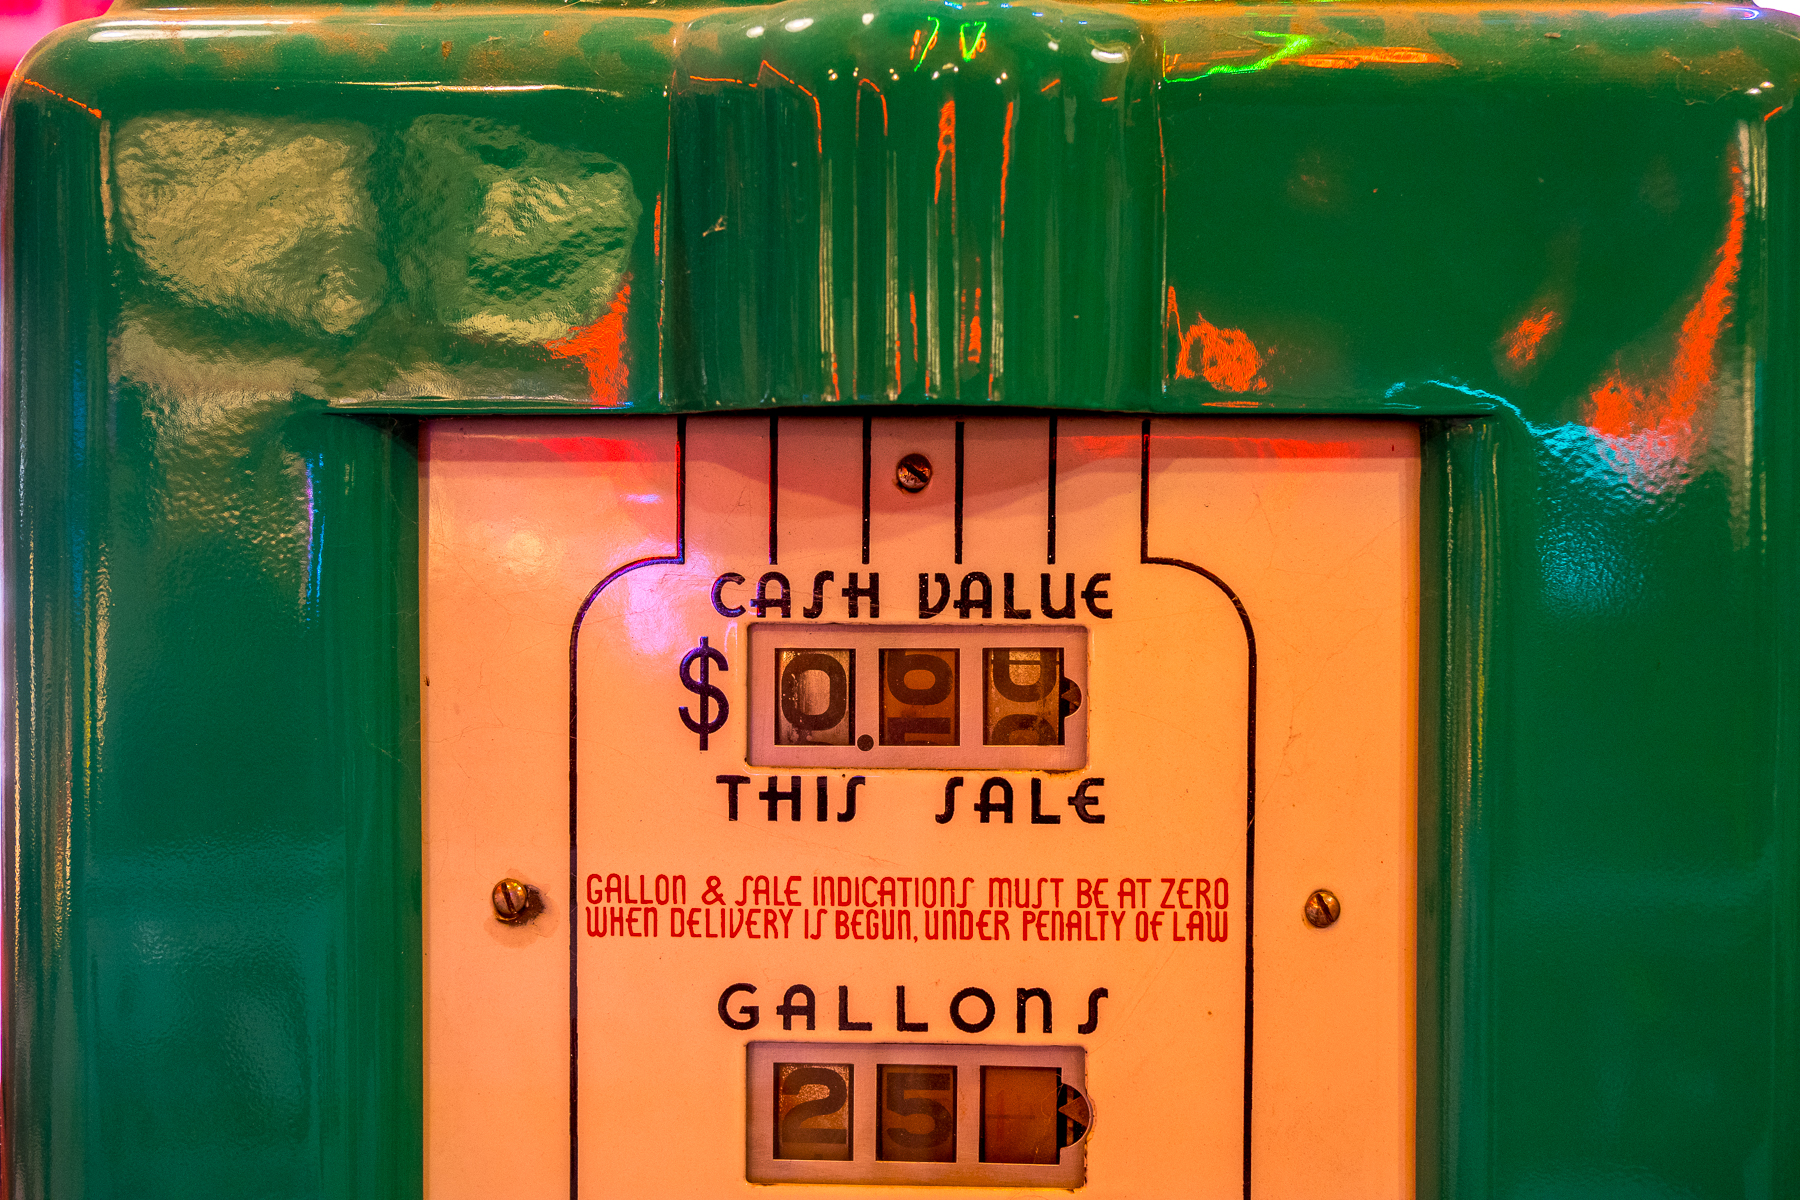 CASH VALUE
$ 0.
THIS SALE
GALLON & SALE INDICATIONS MUST BE AT ZERO
WHEN DELIVERY IS BEGUN, UNDER PENALTY OF LAW
GALLONS
25